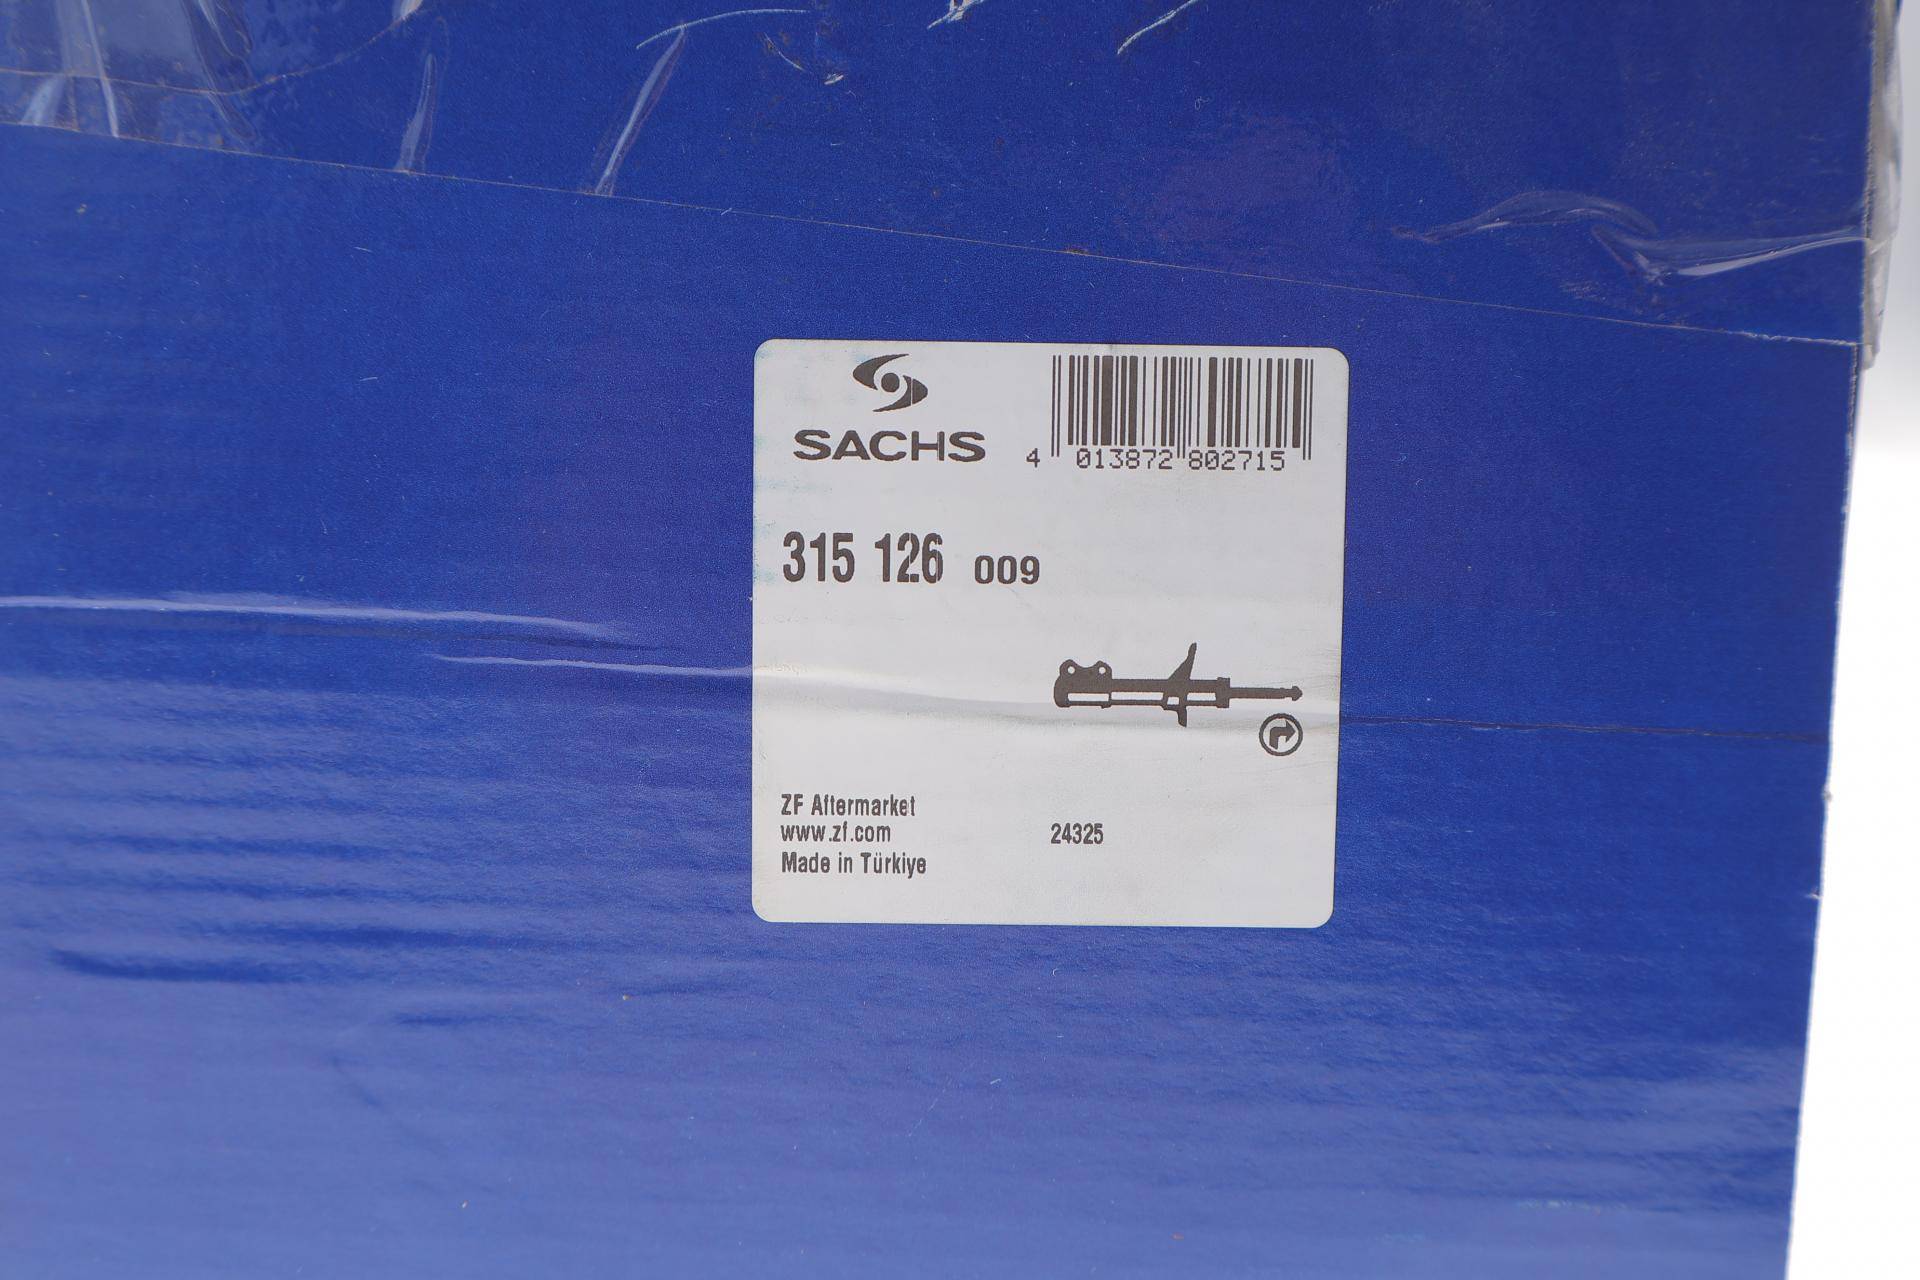 SACHS
4 013872 802715
315 126 009
ZF Aftermarket
www.zf.com
24325
Made in Türkiye